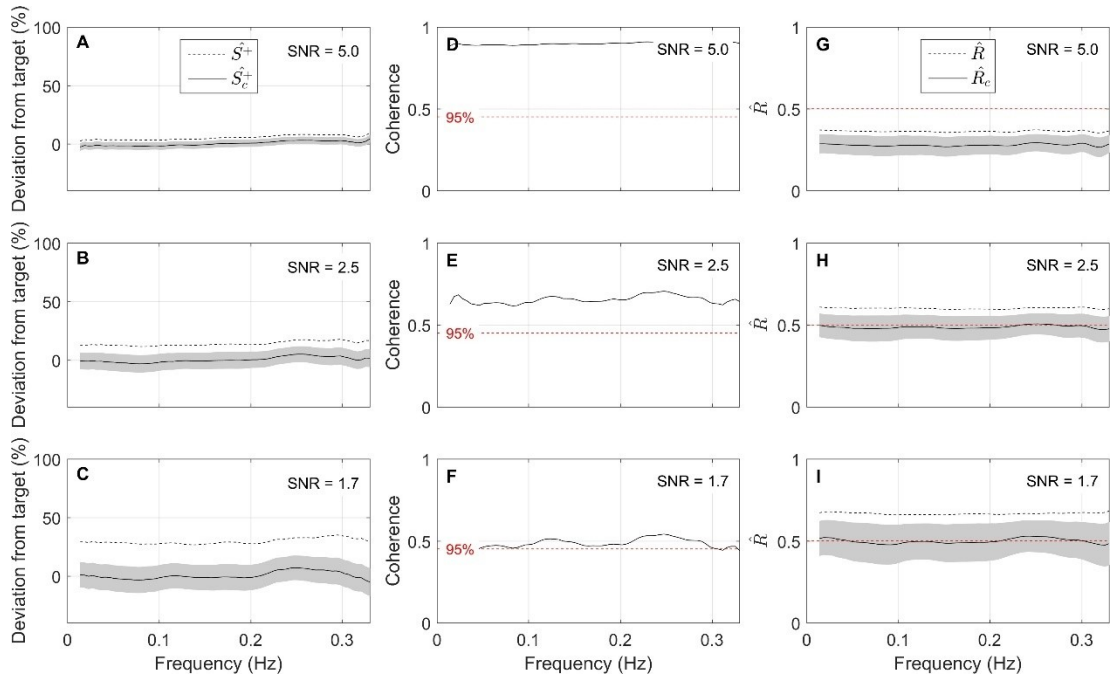 Deviation from target (%)
100
50
0
A
Ŝ⁺
Ŝ꜀⁺
SNR = 5.0
Coherence
1
0.5
0
D
SNR = 5.0
95%
R̂
1
0.5
0
G
R̂
R̂꜀
SNR = 5.0
Deviation from target (%)
100
50
0
B
SNR = 2.5
Coherence
1
0.5
0
E
SNR = 2.5
95%
R̂
1
0.5
0
H
SNR = 2.5
Deviation from target (%)
100
50
0
C
SNR = 1.7
0
0.1
0.2
0.3
Frequency (Hz)
Coherence
1
0.5
0
F
SNR = 1.7
95%
0
0.1
0.2
0.3
Frequency (Hz)
R̂
1
0.5
0
I
SNR = 1.7
0
0.1
0.2
0.3
Frequency (Hz)